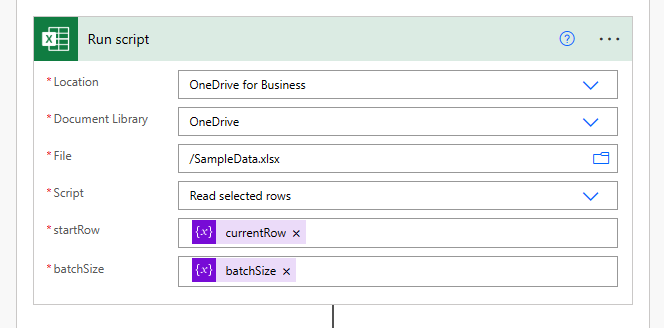 Run script
* Location
OneDrive for Business
* Document Library
OneDrive
* File
/SampleData.xlsx
* Script
Read selected rows
* startRow
{x} currentRow ×
* batchSize
{x} batchSize ×